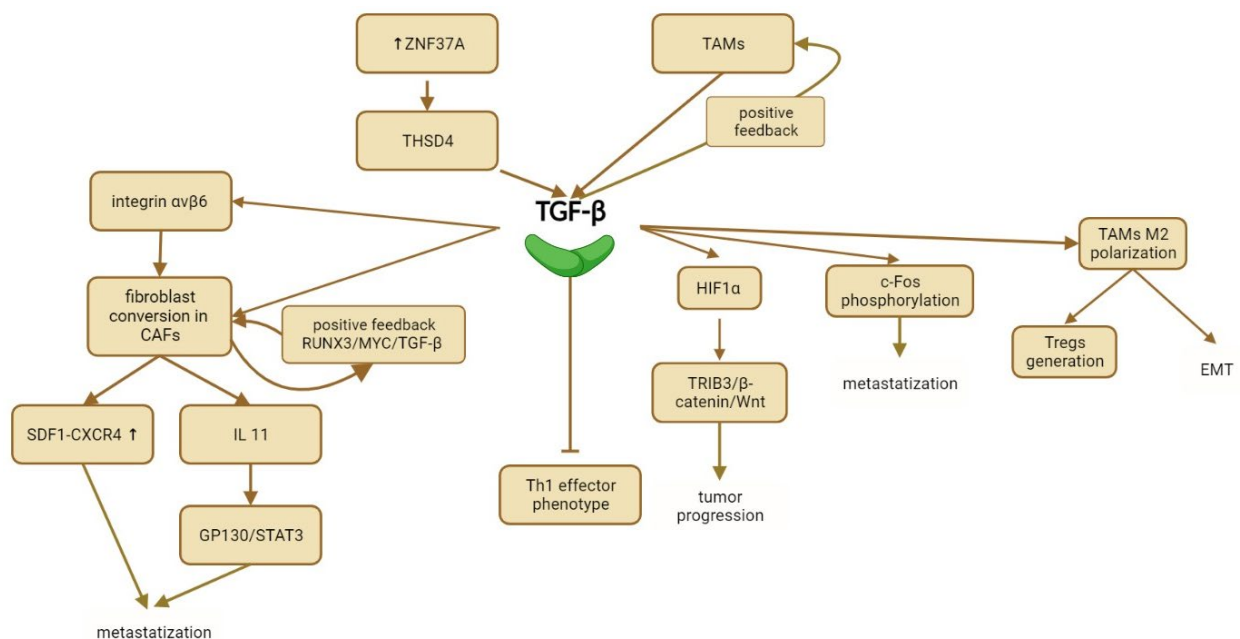 ↑ZNF37A
TAMs
positive
feedback
THSD4
TGF-β
integrin αvβ6
TAMs M2
polarization
HIF1α
c-Fos
phosphorylation
fibroblast
conversion in
CAFs
positive feedback
RUNX3/MYC/TGF-β
Tregs
generation
EMT
metastatization
TRIB3/β-
catenin/Wnt
SDF1-CXCR4 ↑
IL 11
Th1 effector
phenotype
tumor
progression
GP130/STAT3
metastatization